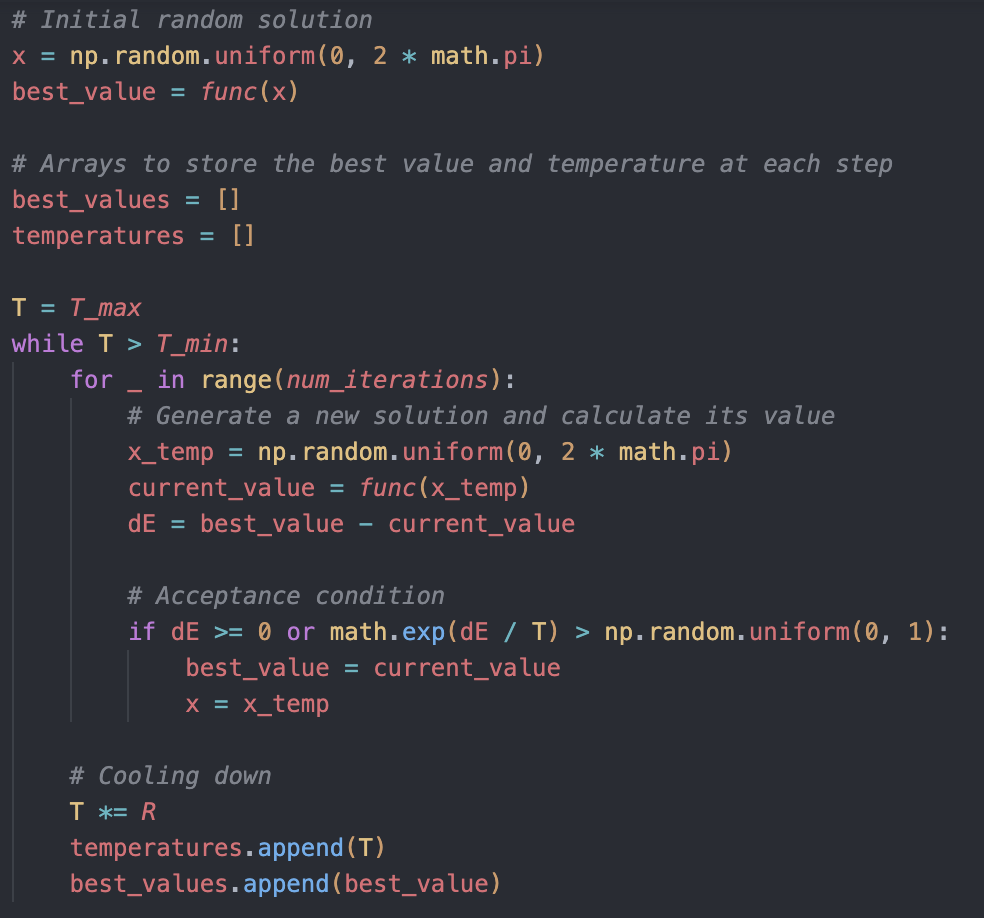 # Initial random solution
x = np.random.uniform(0, 2 * math.pi)
best_value = func(x)

# Arrays to store the best value and temperature at each step
best_values = []
temperatures = []

T = T_max
while T > T_min:
    for _ in range(num_iterations):
        # Generate a new solution and calculate its value
        x_temp = np.random.uniform(0, 2 * math.pi)
        current_value = func(x_temp)
        dE = best_value - current_value

        # Acceptance condition
        if dE >= 0 or math.exp(dE / T) > np.random.uniform(0, 1):
            best_value = current_value
            x = x_temp

    # Cooling down
    T *= R
    temperatures.append(T)
    best_values.append(best_value)